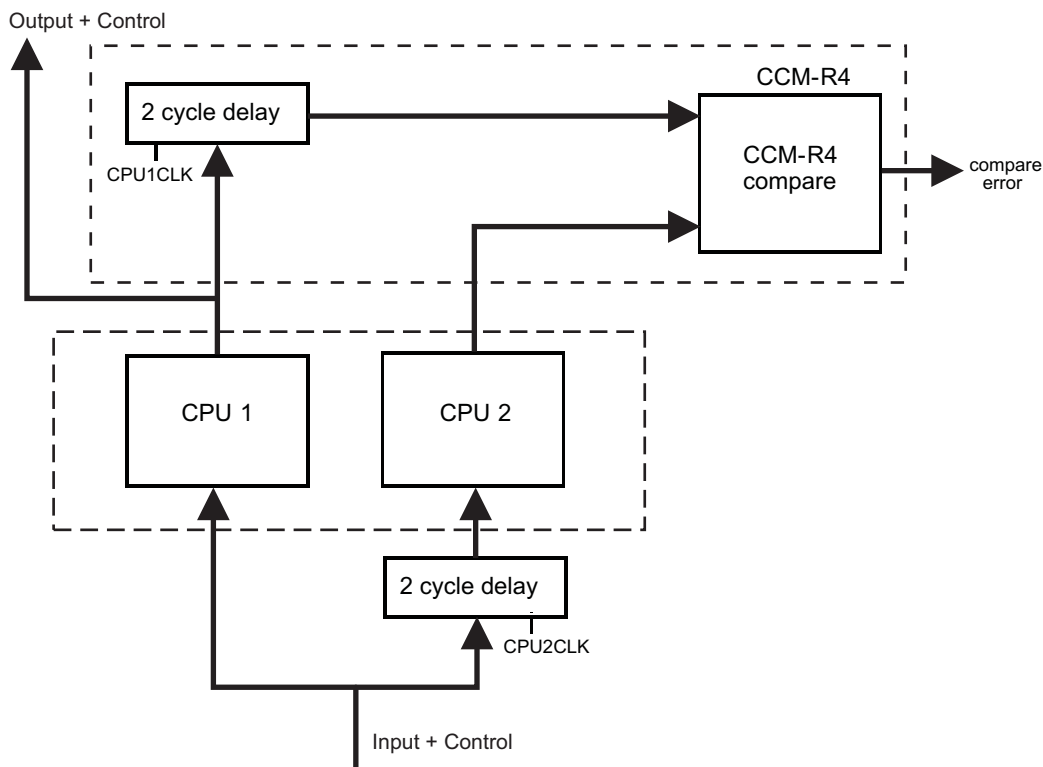 Output + Control
CCM-R4
2 cycle delay
CPU1CLK
CCM-R4
compare
compare
error
CPU 1
CPU 2
2 cycle delay
CPU2CLK
Input + Control